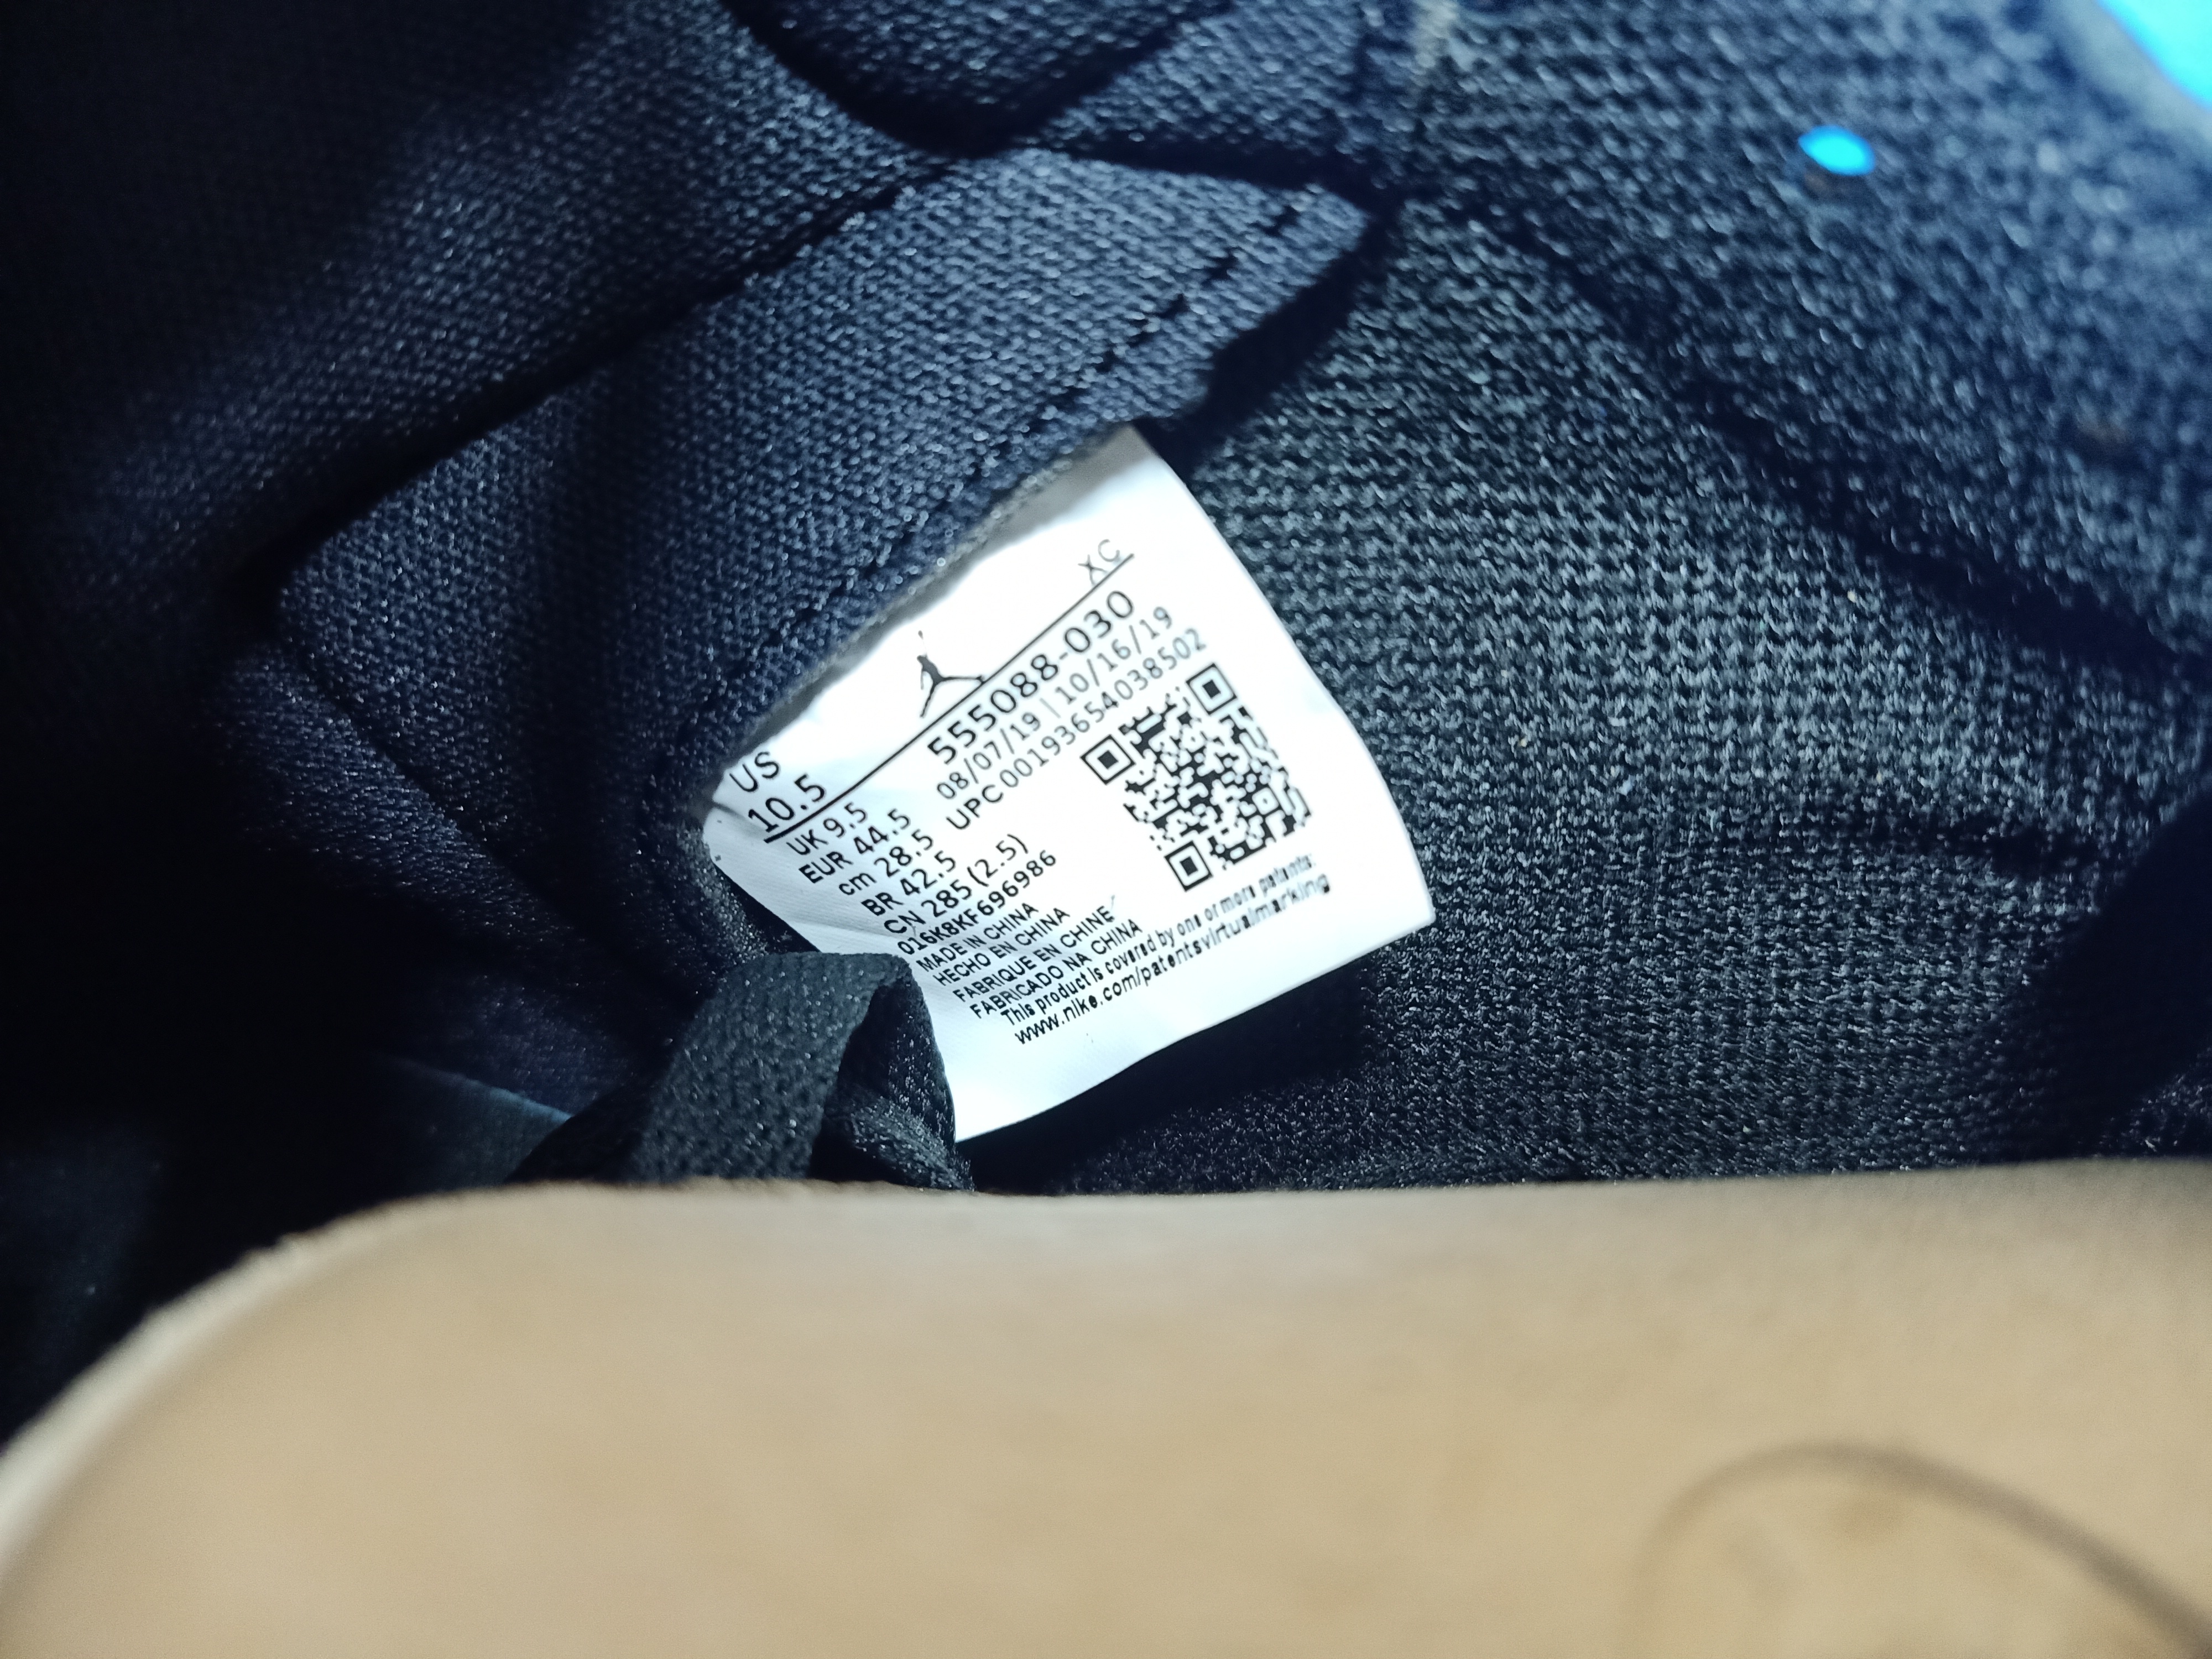 US XC
10.5
UK 9.5 555088-030
EUR 44.5 08/07/19 | 10/16/19
cm 28.5 UPC00193654038502
BR 42.5
CN 285 (2.5)
016K8KF696986
MADE IN CHINA
HECHO EN CHINA
FABRIQUE EN CHINE
FABRICADO NA CHINA
This product is covered by one or more patents:
www.nike.com/patentsvirtualmarking